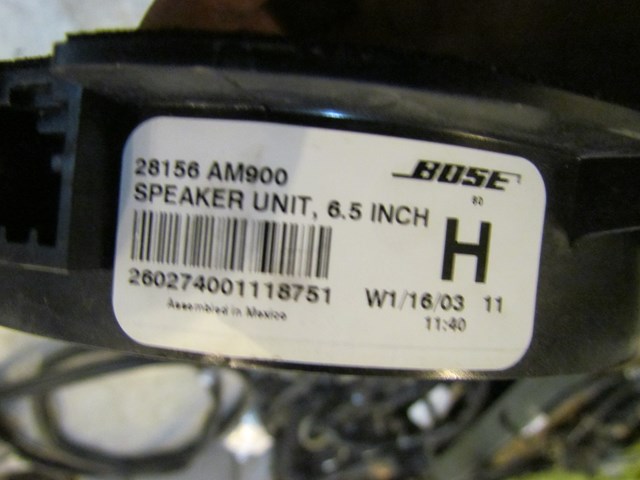 28156 AM900
BOSE
SPEAKER UNIT, 6.5 INCH
H
260274001118751
W1/16/03 11
11:40
Assembled in Mexico